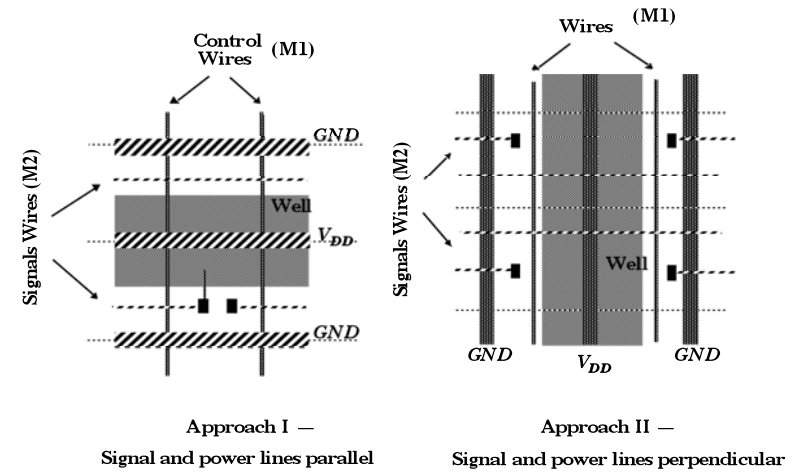 Control
Wires (M1)
GND
Signals Wires (M2)
Well
VDD
GND
Approach I —
Signal and power lines parallel
Wires (M1)
Signals Wires (M2)
Well
GND
VDD
GND
Approach II —
Signal and power lines perpendicular